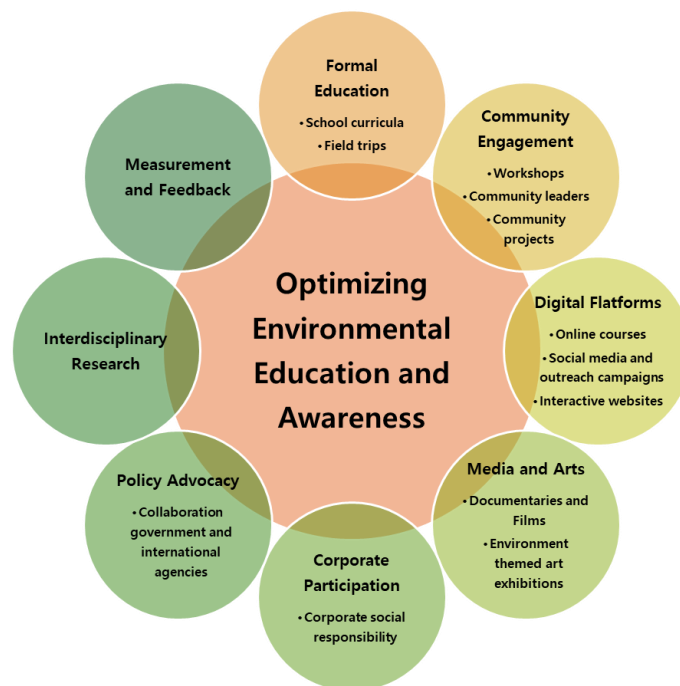 Formal
Education
• School curricula
• Field trips
Community
Engagement
• Workshops
• Community leaders
• Community
projects
Digital Flatforms
• Online courses
• Social media and
outreach campaigns
• Interactive websites
Media and Arts
• Documentaries and
Films
• Environment
themed art
exhibitions
Corporate
Participation
• Corporate social
responsibility
Policy Advocacy
• Collaboration
government and
international
agencies
Interdisciplinary
Research
Measurement
and Feedback
Optimizing
Environmental
Education and
Awareness